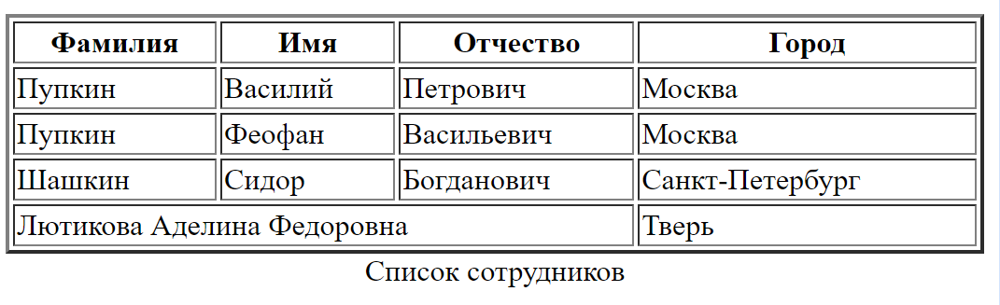 Фамилия Имя Отчество Город
Пупкин Василий Петрович Москва
Пупкин Феофан Васильевич Москва
Шашкин Сидор Богданович Санкт-Петербург
Лютикова Аделина Федоровна Тверь
Список сотрудников